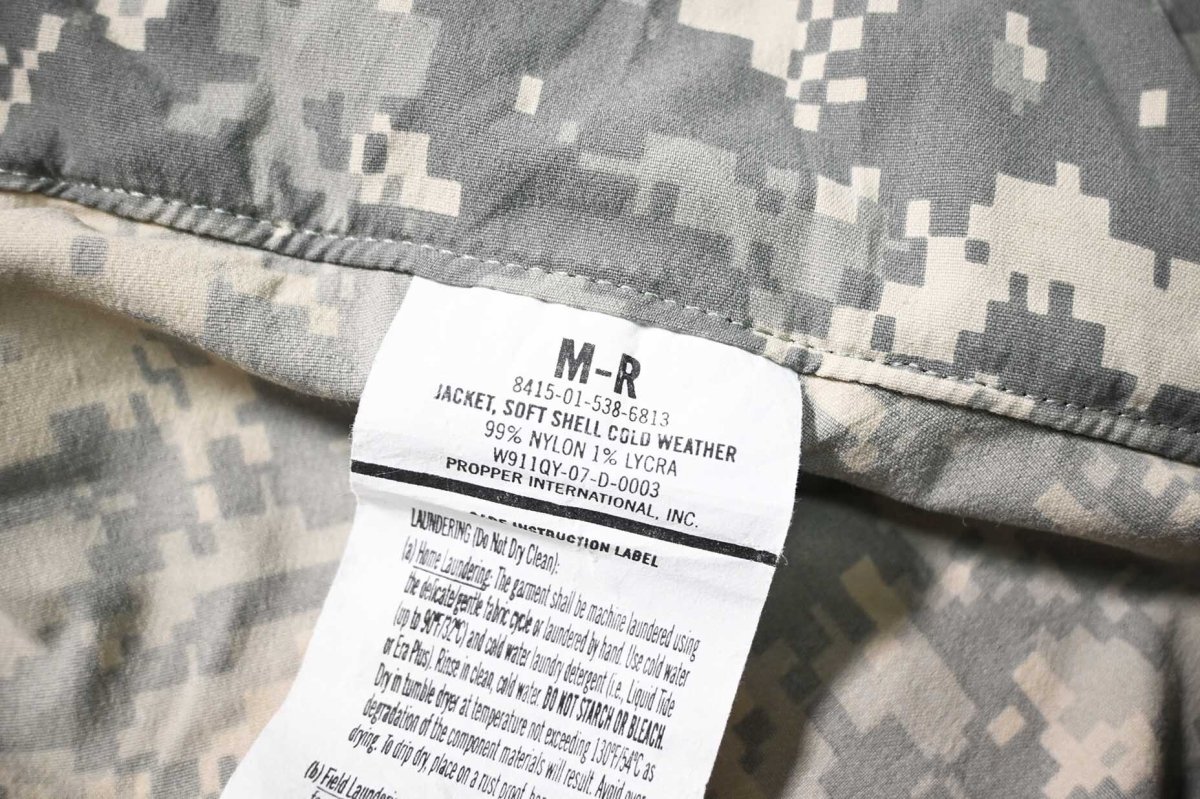 M-R
8415-01-538-6813
JACKET, SOFT SHELL COLD WEATHER
99% NYLON 1% LYCRA
W911QY-07-D-0003
PROPPER INTERNATIONAL, INC.
CARE INSTRUCTION LABEL
LAUNDERING (Do Not Dry Clean):
(a) Home Laundering: The garment shall be machine laundered using
the delicate/gentle fabric cycle or laundered by hand. Use cold water
(up to 90°F/32°C) and cold water laundry detergent (i.e., Liquid Tide
or Era Plus). Rinse in clean, cold water. DO NOT STARCH OR BLEACH.
Dry in tumble dryer at temperature not exceeding 130°F/54°C as
degradation of the component materials will result. Avoid over
drying. To drip dry, place on a rust proof
(b) Field